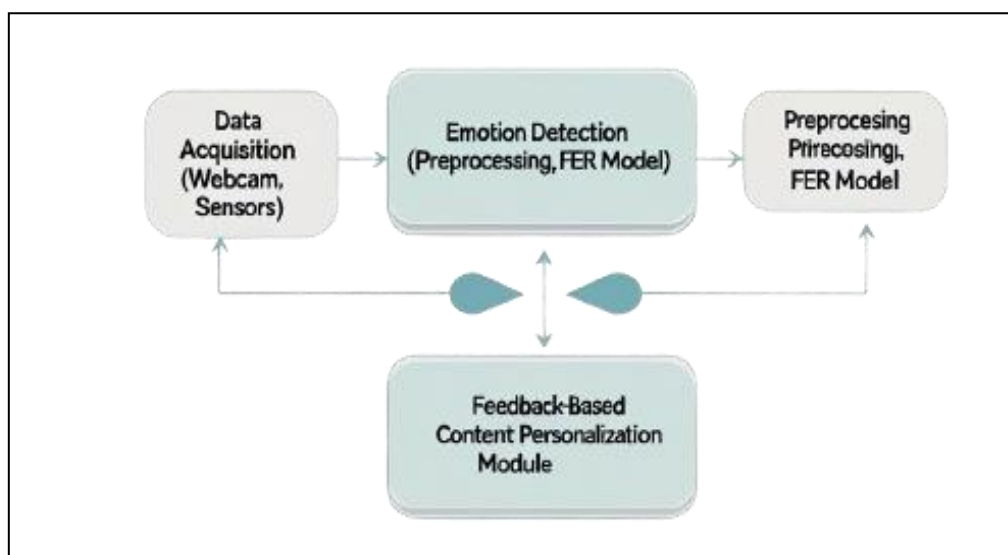 Data
Acquisition
(Webcam,
Sensors)
Emotion Detection
(Preprocessing, FER Model)
Preprocesing
FER Model
Feedback-Based
Content Personalization
Module